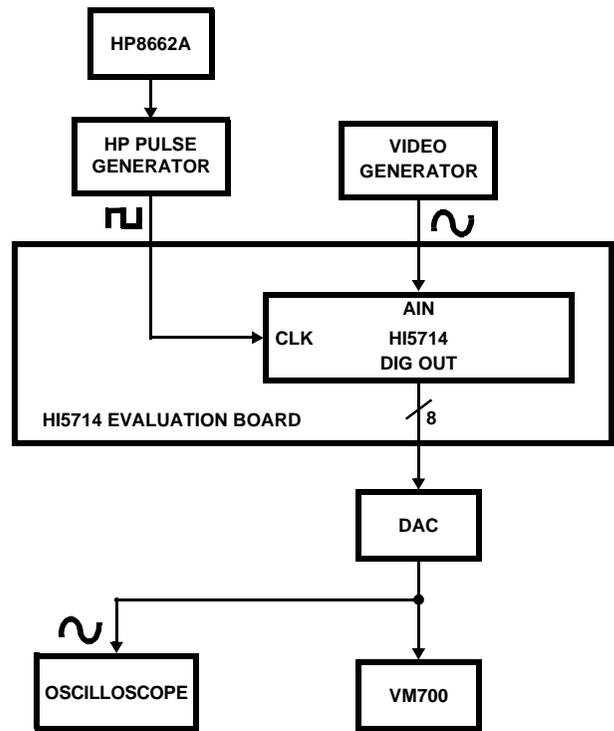 HP8662A
HP PULSE
GENERATOR
VIDEO
GENERATOR
AIN
CLK
HI5714
DIG OUT
HI5714 EVALUATION BOARD
8
DAC
OSCILLOSCOPE
VM700